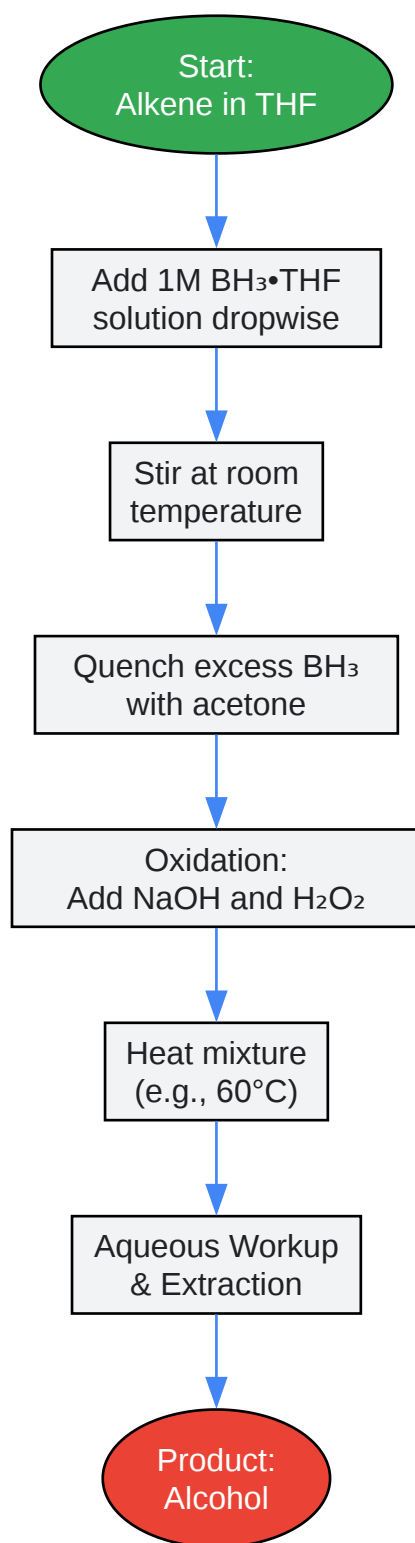 Start:
Alkene in THF
Add 1M BH₃•THF
solution dropwise
Stir at room
temperature
Quench excess BH₃
with acetone
Oxidation:
Add NaOH and H₂O₂
Heat mixture
(e.g., 60°C)
Aqueous Workup
& Extraction
Product:
Alcohol